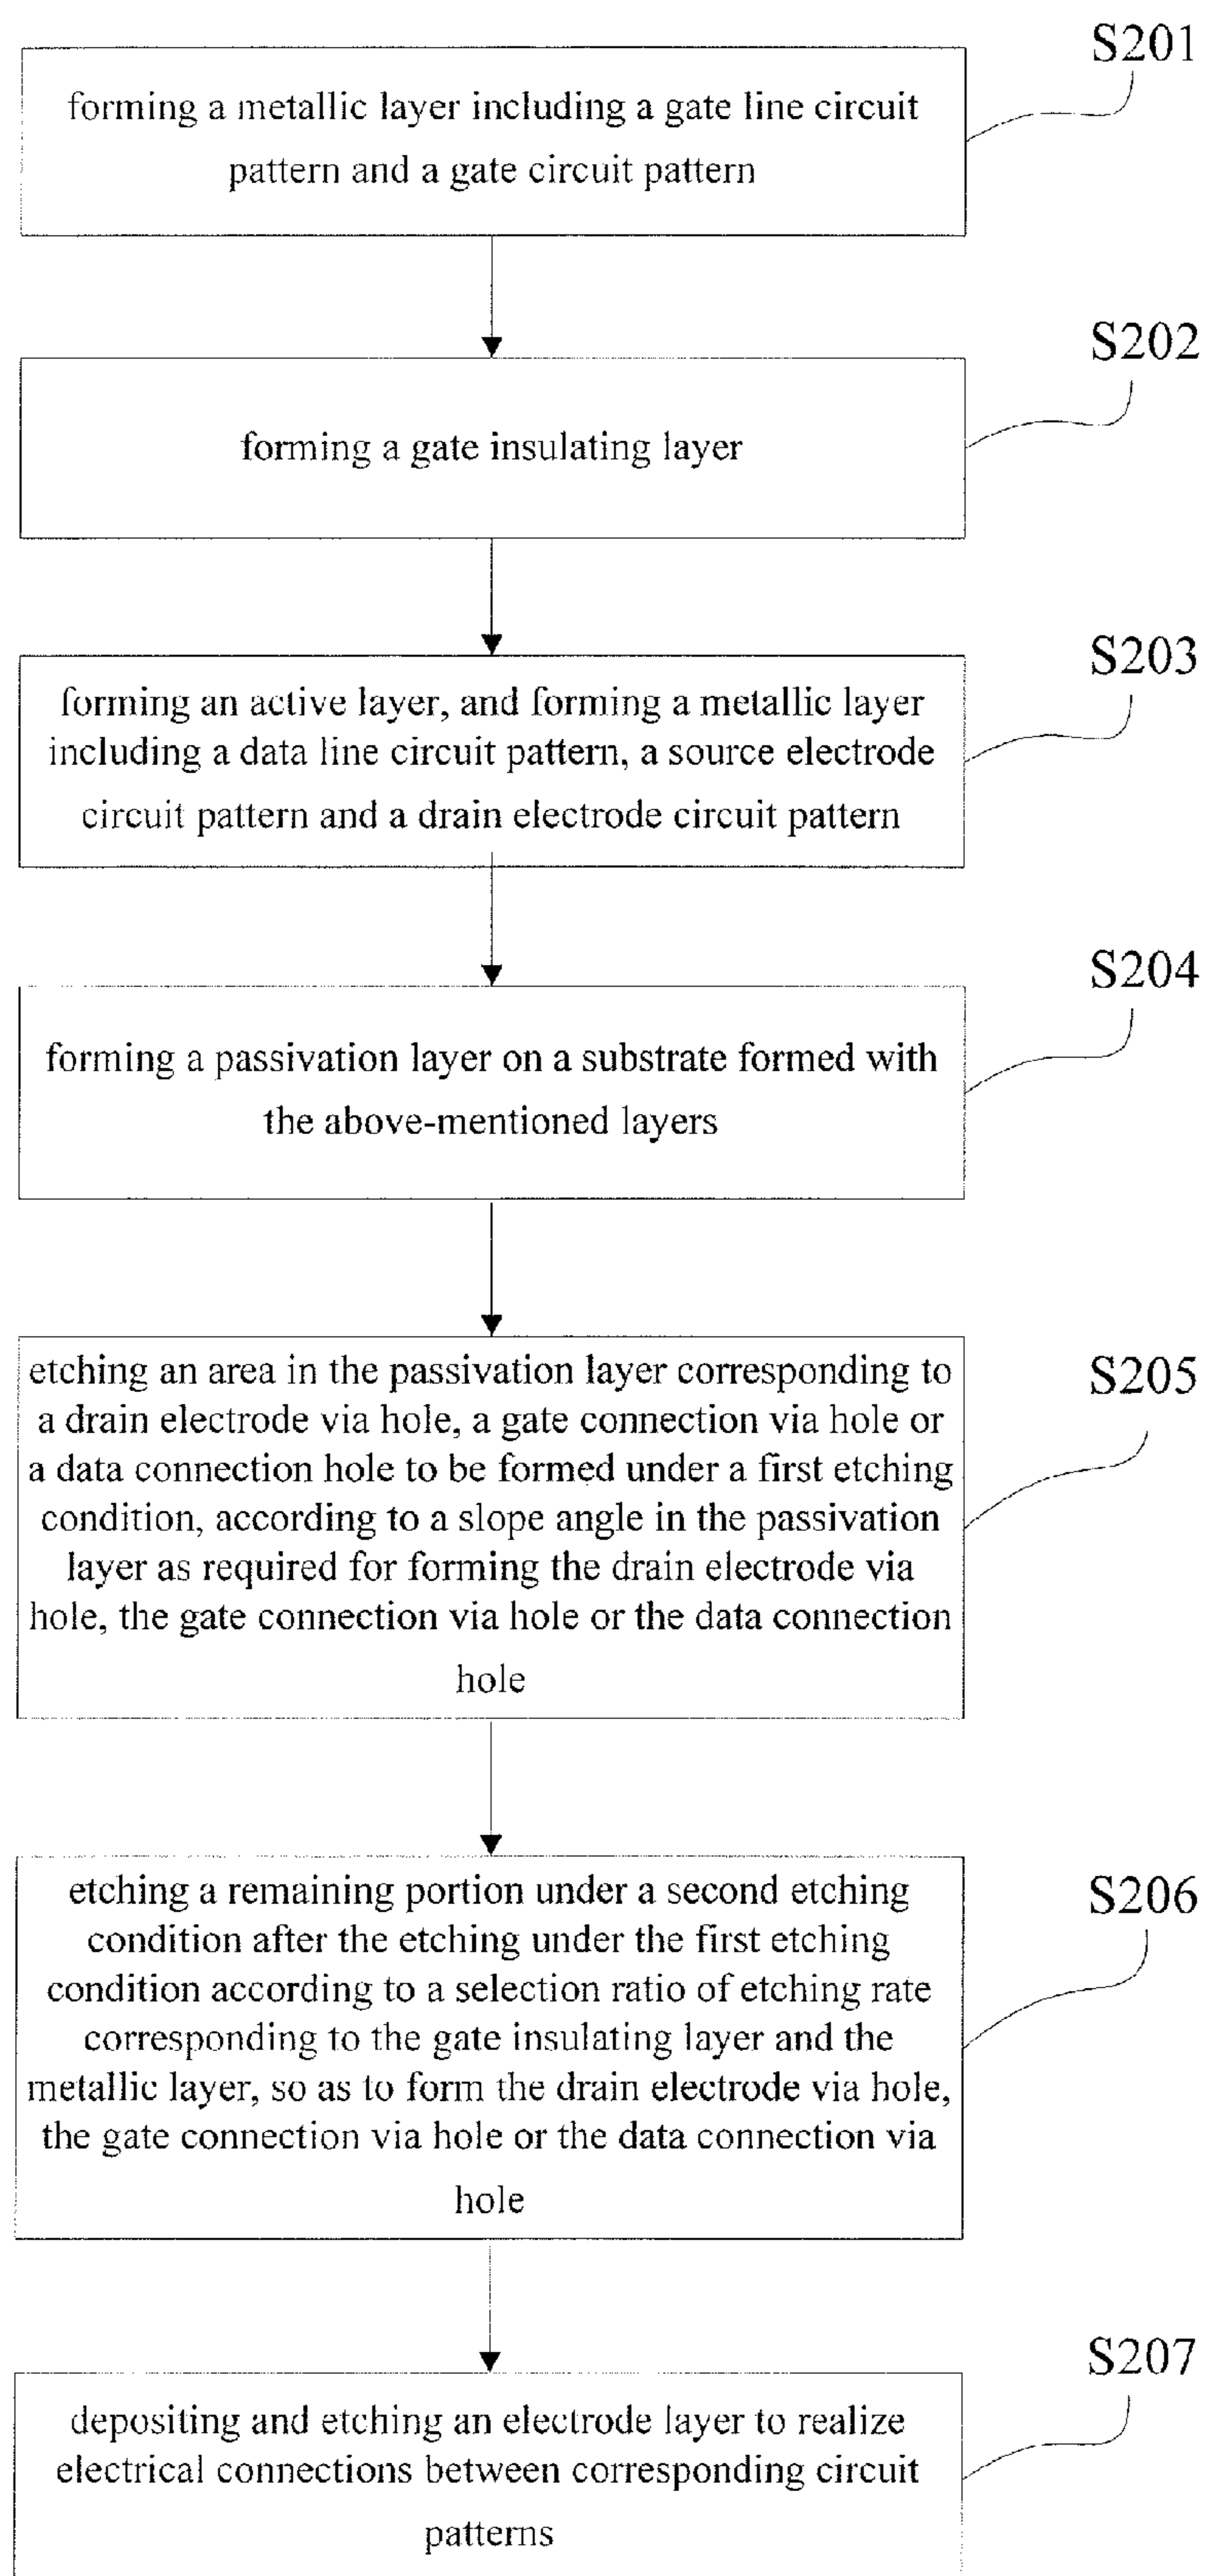 S201
forming a metallic layer including a gate line circuit
pattern and a gate circuit pattern
S202
forming a gate insulating layer
S203
forming an active layer, and forming a metallic layer
including a data line circuit pattern, a source electrode
circuit pattern and a drain electrode circuit pattern
S204
forming a passivation layer on a substrate formed with
the above-mentioned layers
S205
etching an area in the passivation layer corresponding to
a drain electrode via hole, a gate connection via hole or
a data connection hole to be formed under a first etching
condition, according to a slope angle in the passivation
layer as required for forming the drain electrode via
hole, the gate connection via hole or the data connection
hole
S206
etching a remaining portion under a second etching
condition after the etching under the first etching
condition according to a selection ratio of etching rate
corresponding to the gate insulating layer and the
metallic layer, so as to form the drain electrode via hole,
the gate connection via hole or the data connection via
hole
S207
depositing and etching an electrode layer to realize
electrical connections between corresponding circuit
patterns